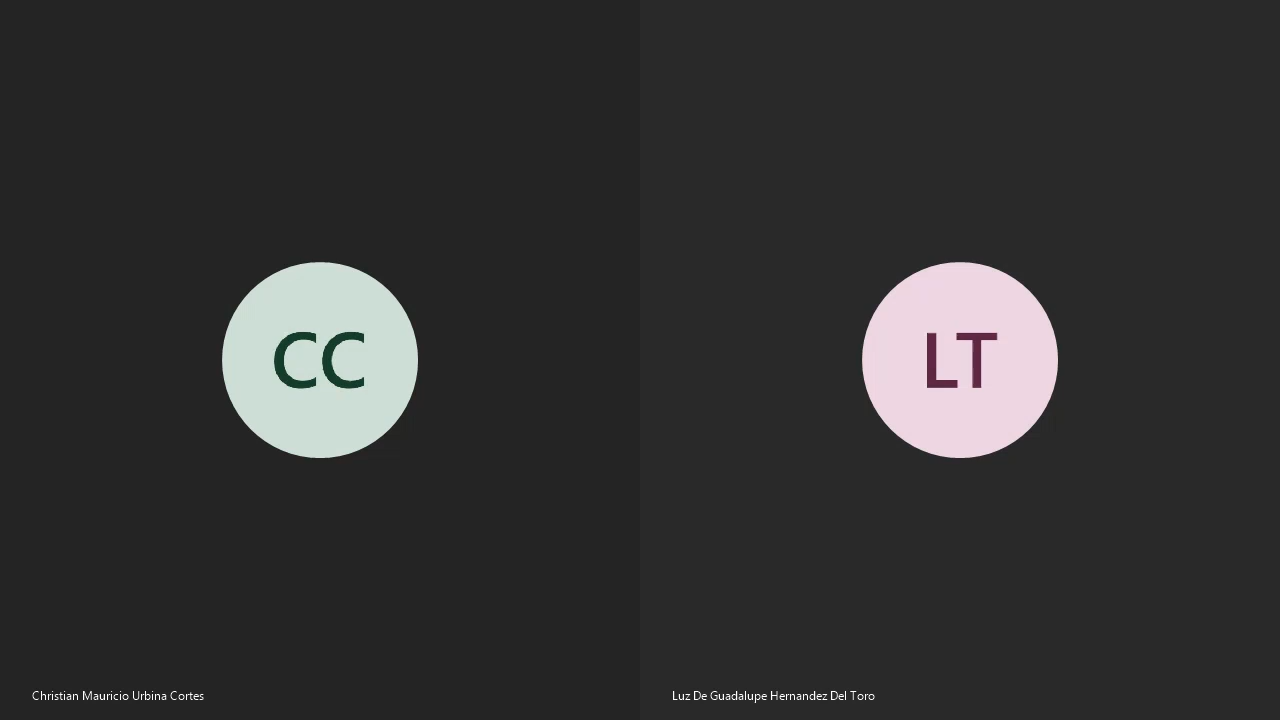 CC
LT
Christian Mauricio Urbina Cortes
Luz De Guadalupe Hernandez Del Toro